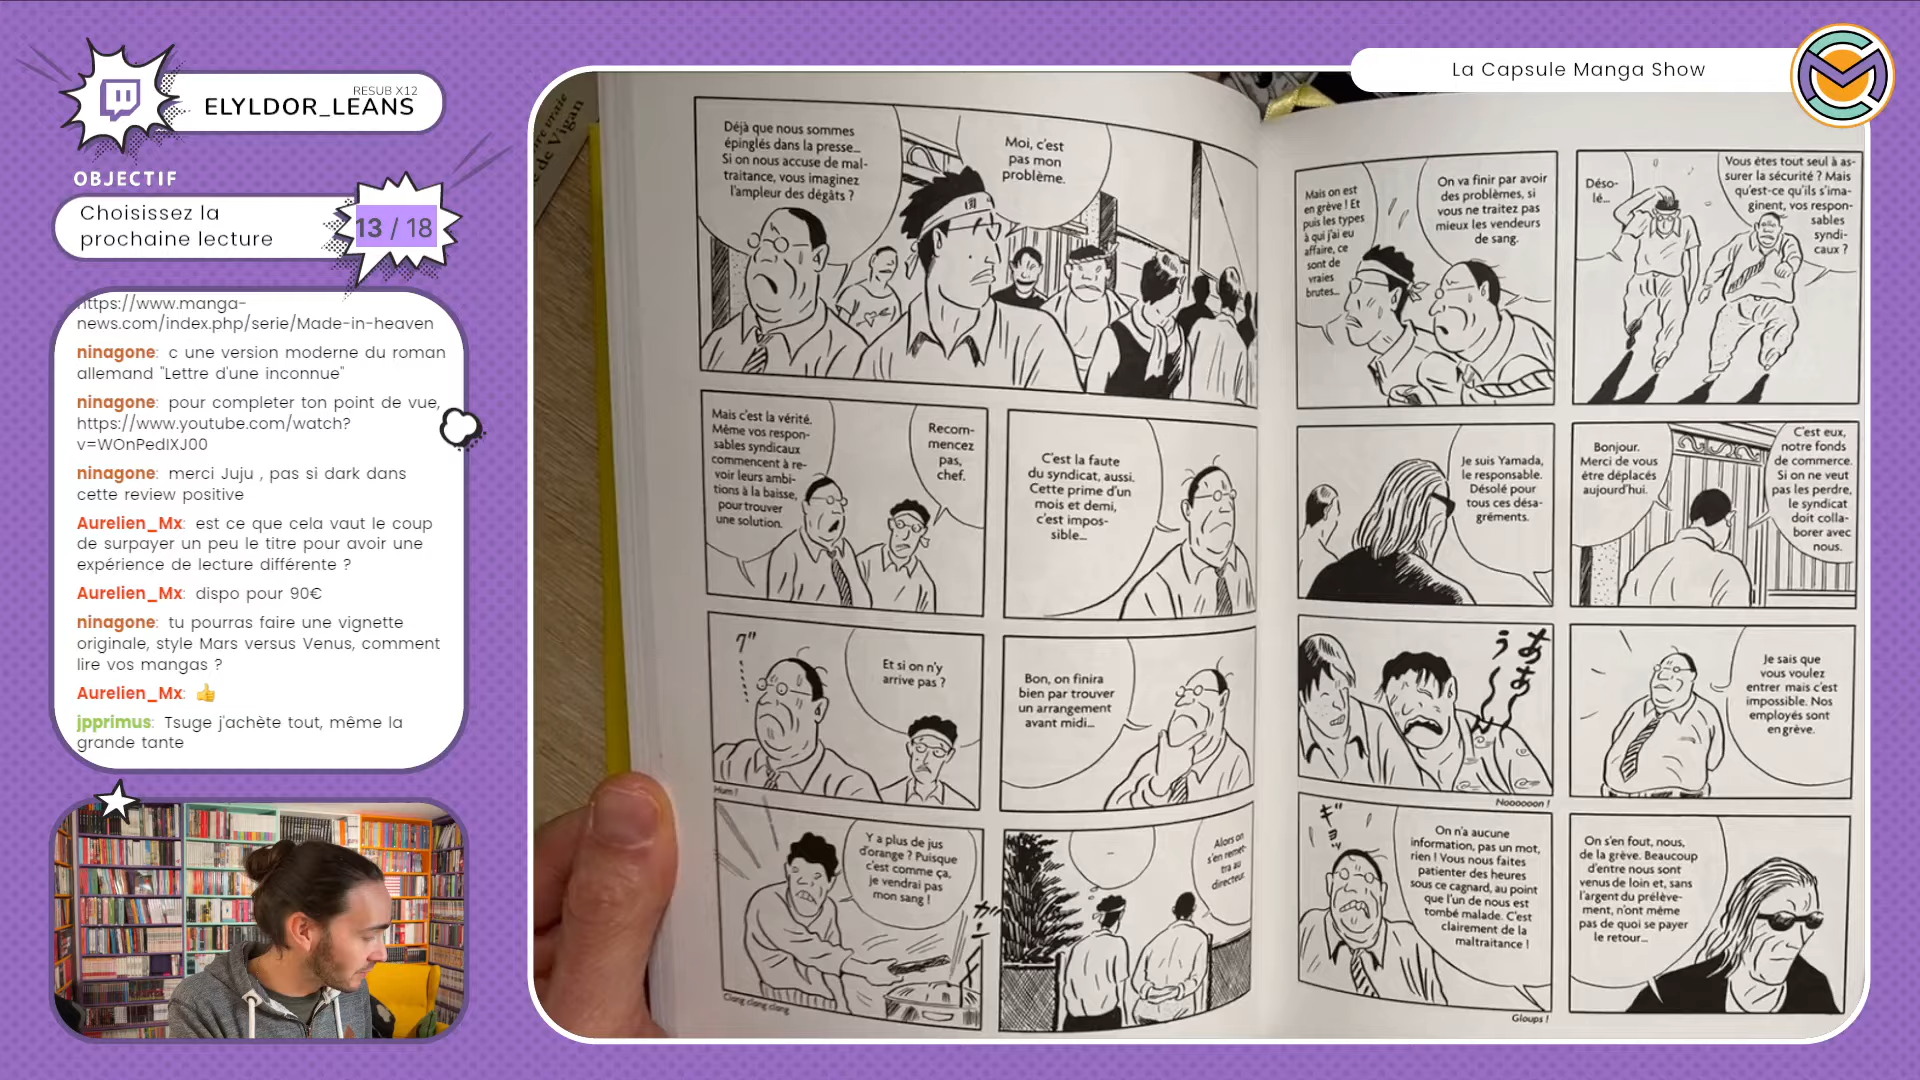 RESUB X12
ELYLDOR_LEANS
OBJECTIF
Choisissez la
prochaine lecture
13 / 18
https://www.manga-
news.com/index.php/serie/Made-in-heaven
ninagone: c une version moderne du roman
allemand "Lettre d'une inconnue"
ninagone: pour completer ton point de vue,
https://www.youtube.com/watch?
v=WOnPedIXJ00
ninagone: merci Juju , pas si dark dans
cette review positive
Aurelien_Mx: est ce que cela vaut le coup
de surpayer un peu le titre pour avoir une
expérience de lecture différente ?
Aurelien_Mx: dispo pour 90€
ninagone: tu pourras faire une vignette
originale, style Mars versus Venus, comment
lire vos mangas ?
Aurelien_Mx: 👍
jpprimus: Tsuge j'achète tout, même la
grande tante
La Capsule Manga Show
de Vigan
Déjà que nous sommes
épinglés dans la presse...
Si on nous accuse de mal-
traitance, vous imaginez
l'ampleur des dégâts ?
Moi, c'est
pas mon
problème.
Mais c'est la vérité.
Même vos respon-
sables syndicaux
commencent à re-
voir leurs ambi-
tions à la baisse,
pour trouver
une solution.
Recom-
mencez
pas,
chef.
C'est la faute
du syndicat, aussi.
Cette prime d'un
mois et demi,
c'est impos-
sible...
Et si on n'y
arrive pas ?
Hum !
Bon, on finira
bien par trouver
un arrangement
avant midi...
Y a plus de jus
d'orange ? Puisque
c'est comme ça,
je vendrai pas
mon sang !
Clang clang clang
...
Alors on
s'en remet-
tra au
directeur.
Mais on est
en grève ! Et
puis les types
à qui j'ai eu
affaire, ce
sont de
vraies
brutes...
On va finir par avoir
des problèmes, si
vous ne traitez pas
mieux les vendeurs
de sang.
Déso-
lé...
Vous êtes tout seul à as-
surer la sécurité ? Mais
qu'est-ce qu'ils s'ima-
ginent, vos respon-
sables
syndi-
caux ?
Je suis Yamada,
le responsable.
Désolé pour
tous ces désa-
gréments.
Bonjour.
Merci de vous
être déplacés
aujourd'hui.
C'est eux,
notre fonds
de commerce.
Si on ne veut
pas les perdre,
le syndicat
doit colla-
borer avec
nous.
ああ
う〜
Noooooon !
Je sais que
vous voulez
entrer mais c'est
impossible. Nos
employés sont
en grève.
ギョッ
On n'a aucune
information, pas un mot,
rien ! Vous nous faites
patienter des heures
sous ce cagnard, au point
que l'un de nous est
tombé malade. C'est
clairement de la
maltraitance !
Gloups !
On s'en fout, nous,
de la grève. Beaucoup
d'entre nous sont
venus de loin et, sans
l'argent du prélève-
ment, n'ont même
pas de quoi se payer
le retour...